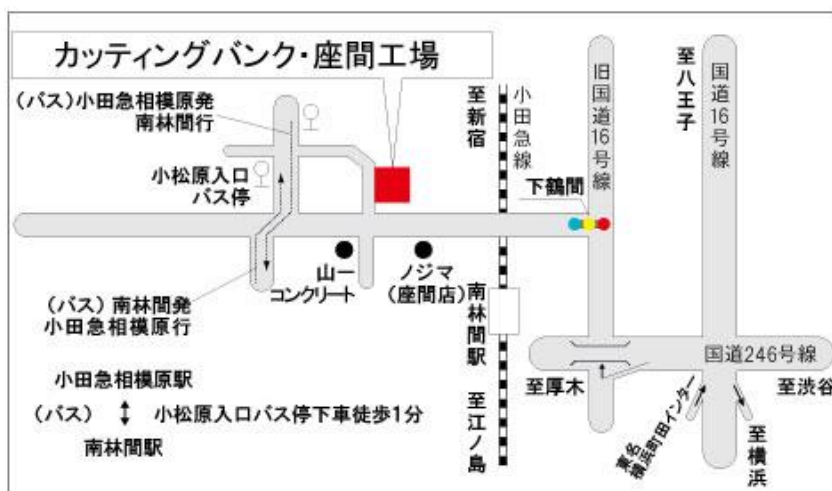 カッティングバンク・座間工場
（バス）小田急相模原発
南林間行
小松原入口
バス停
至新宿
小田急線
旧国道16号線
至八王子
国道16号線
下鶴間
山一
コンクリート
ノジマ
（座間店）
（バス）南林間発
小田急相模原行
南林間駅
国道246号線
至厚木
至渋谷
小田急相模原駅
（バス） 小松原入口バス停下車徒歩1分
南林間駅
至江ノ島
東名
横浜町田インター
至横浜